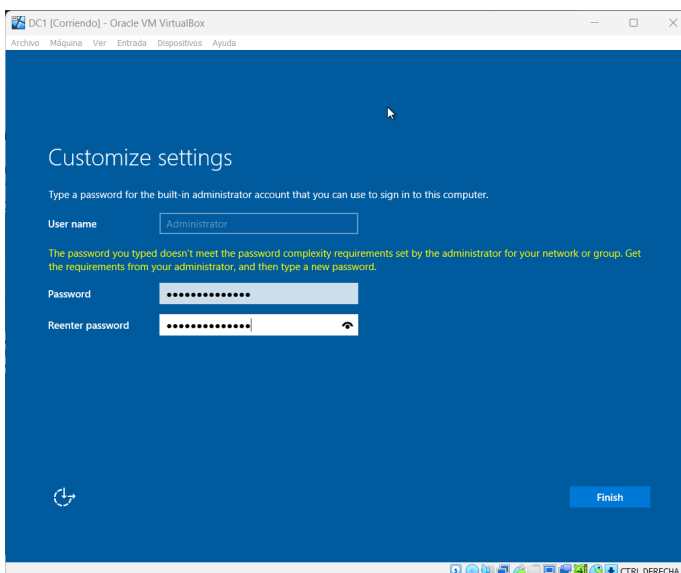 DC1 [Corriendo] - Oracle VM VirtualBox
Archivo Máquina Ver Entrada Dispositivos Ayuda
Customize settings
Type a password for the built-in administrator account that you can use to sign in to this computer.
User name
Administrator
The password you typed doesn't meet the password complexity requirements set by the administrator for your network or group. Get
the requirements from your administrator, and then type a new password.
Password ••••••••••••••
Reenter password ••••••••••••••
Finish
CTRL DERECHA